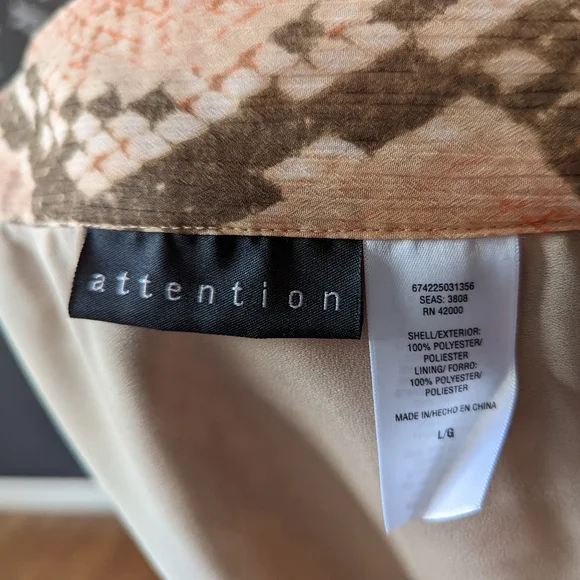 attention
674225031356
SEAS: 3808
RN 42000
SHELL/EXTERIOR:
100% POLYESTER/
POLIESTER
LINING/ FORRO:
100% POLYESTER/
POLIESTER
MADE IN/HECHO EN CHINA
L/G